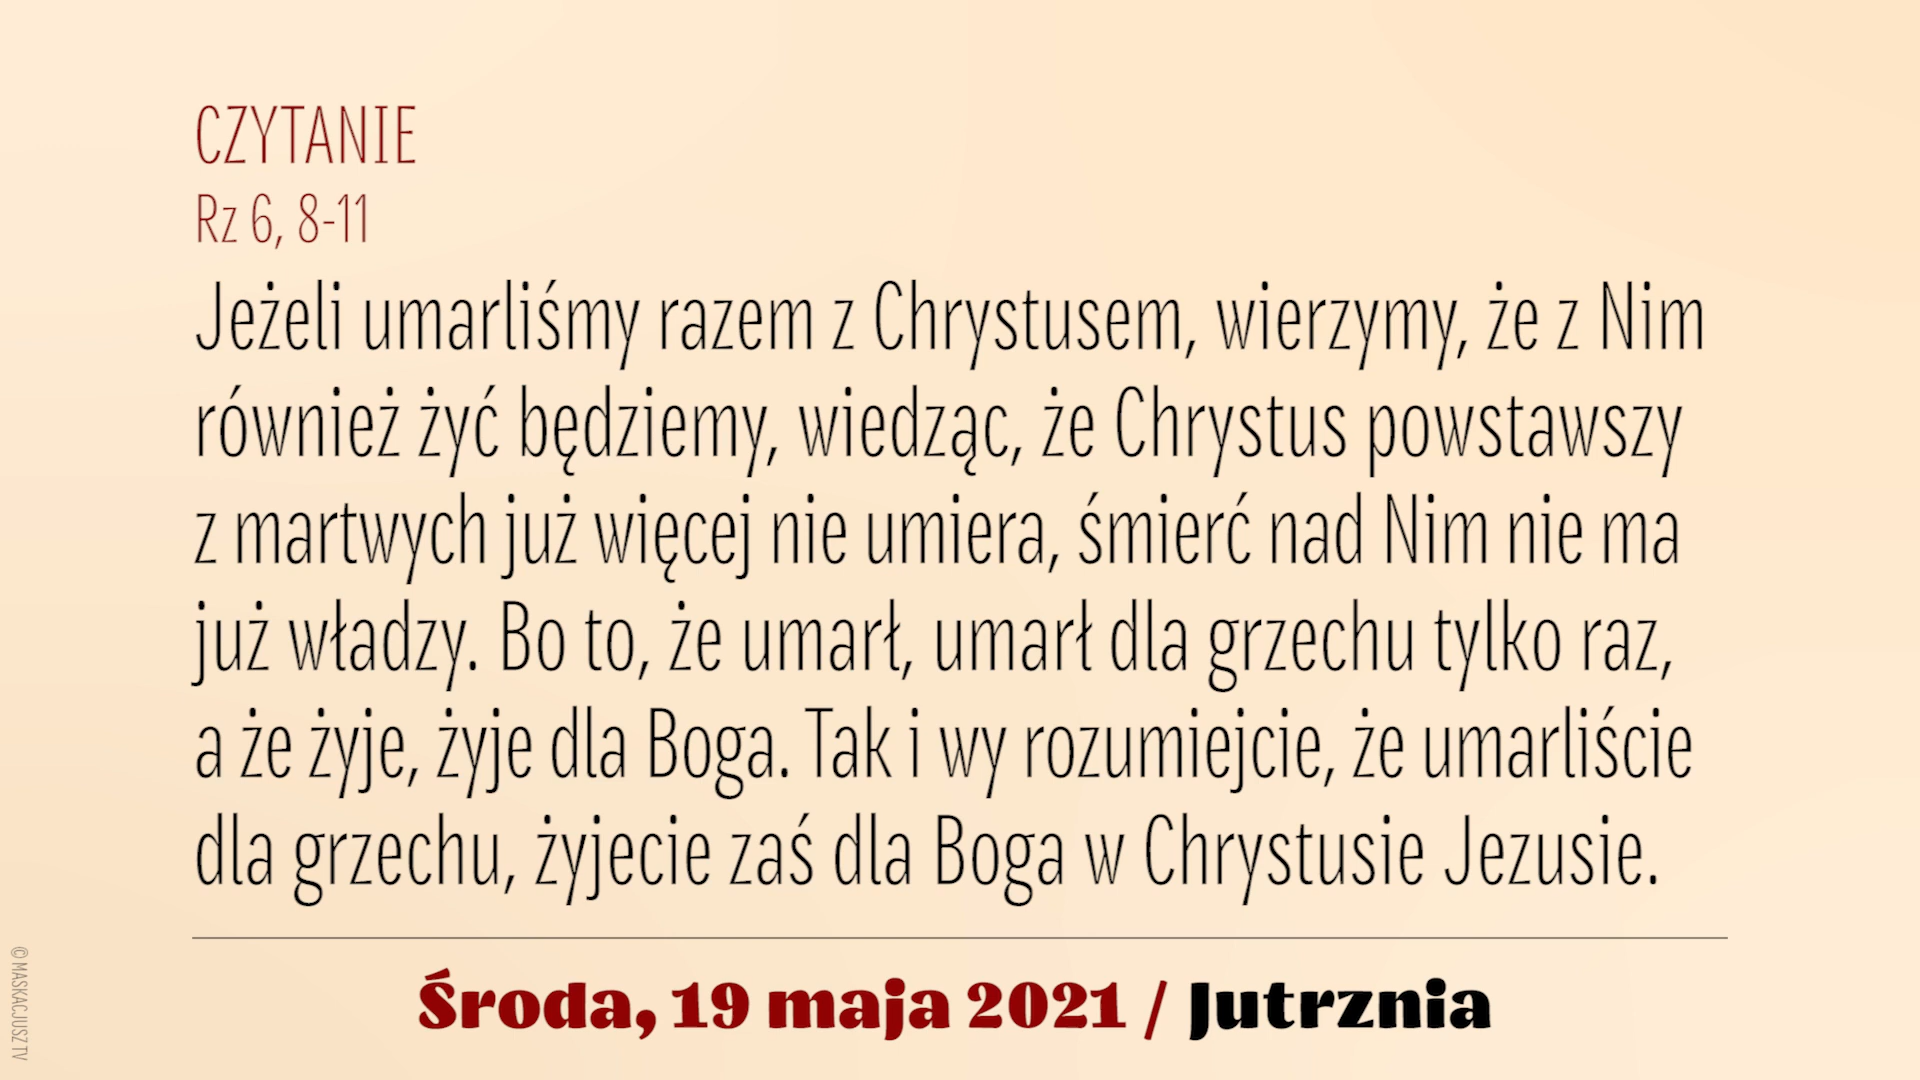 CZYTANIE
Rz 6, 8-11
Jeżeli umarliśmy razem z Chrystusem, wierzymy, że z Nim
również żyć będziemy, wiedząc, że Chrystus powstawszy
z martwych już więcej nie umiera, śmierć nad Nim nie ma
już władzy. Bo to, że umarł, umarł dla grzechu tylko raz,
a że żyje, żyje dla Boga. Tak i wy rozumiejcie, że umarliście
dla grzechu, żyjecie zaś dla Boga w Chrystusie Jezusie.
Środa, 19 maja 2021 / Jutrznia
© MASKACJUSZ TV